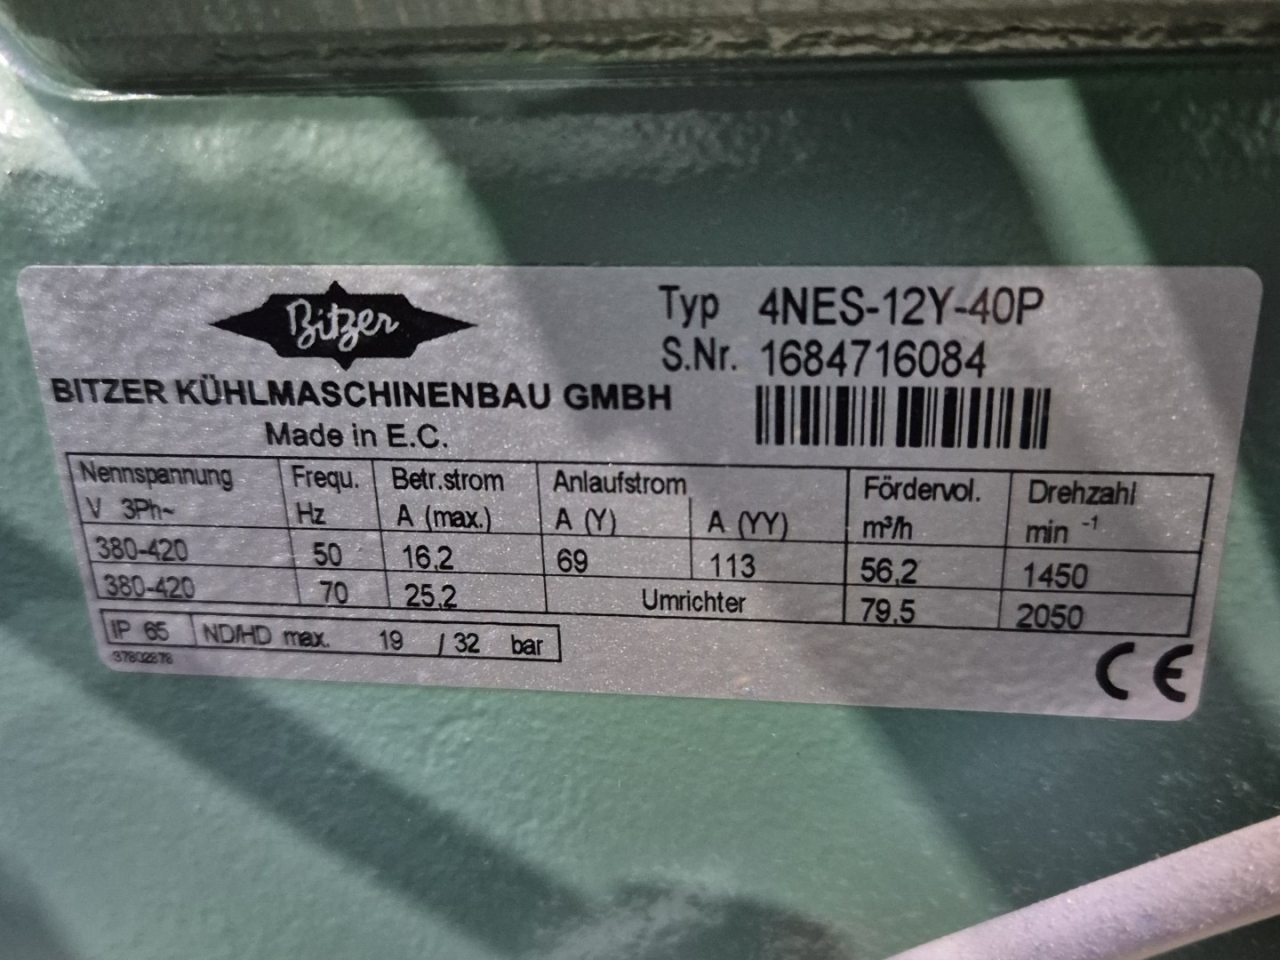 Bitzer
Typ 4NES-12Y-40P
S.Nr. 1684716084
BITZER KÜHLMASCHINENBAU GMBH
Made in E.C.
Nennspannung Frequ. Betr.strom Anlaufstrom Fördervol. Drehzahl
V 3Ph~ Hz A (max.) A (Y) A (YY) m³/h min -1
380-420 50 16,2 69 113 56,2 1450
380-420 70 25,2 Umrichter 79,5 2050
IP 65 ND/HD max. 19 / 32 bar
37802878
CE